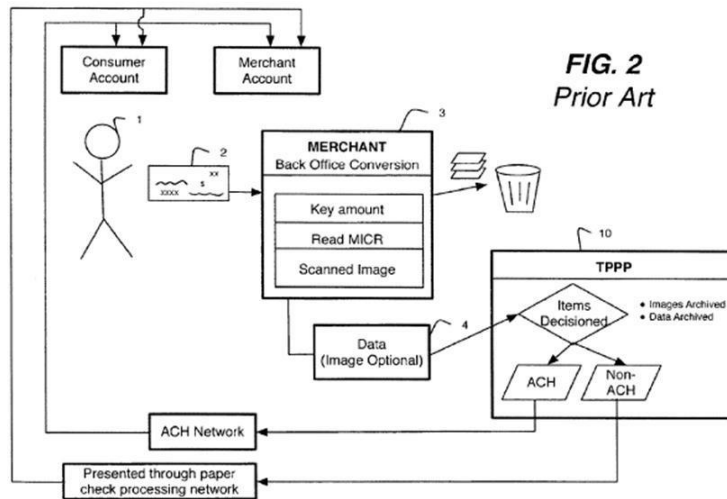 Consumer
Account
Merchant
Account
FIG. 2
Prior Art
1
2
xx
s
xxxx
3
MERCHANT
Back Office Conversion
Key amount
Read MICR
Scanned Image
10
TPPP
Items
Decisioned
• Images Archived
• Data Archived
4
Data
(Image Optional)
ACH
Non-
ACH
ACH Network
Presented through paper
check processing network